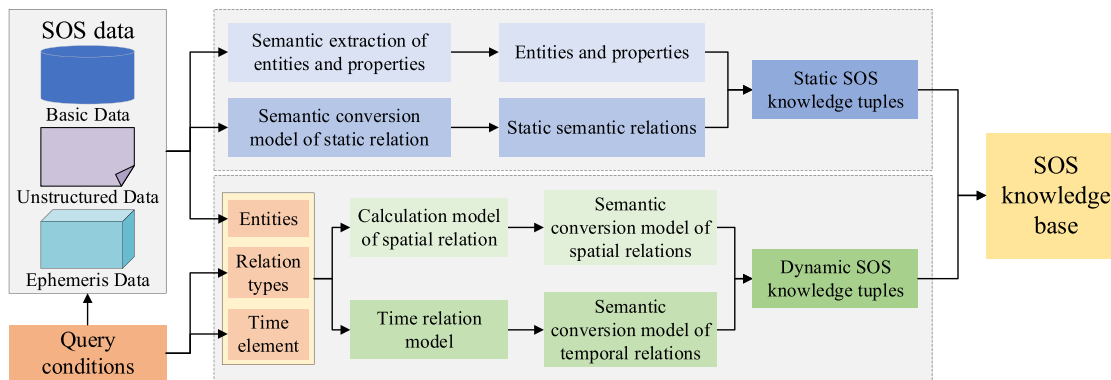 SOS data
Basic Data
Unstructured Data
Ephemeris Data
Query
conditions
Semantic extraction of
entities and properties
Entities and properties
Semantic conversion
model of static relation
Static semantic relations
Static SOS
knowledge tuples
Entities
Relation
types
Time
element
Calculation model
of spatial relation
Semantic
conversion model of
spatial relations
Time relation
model
Semantic
conversion model of
temporal relations
Dynamic SOS
knowledge tuples
SOS
knowledge
base